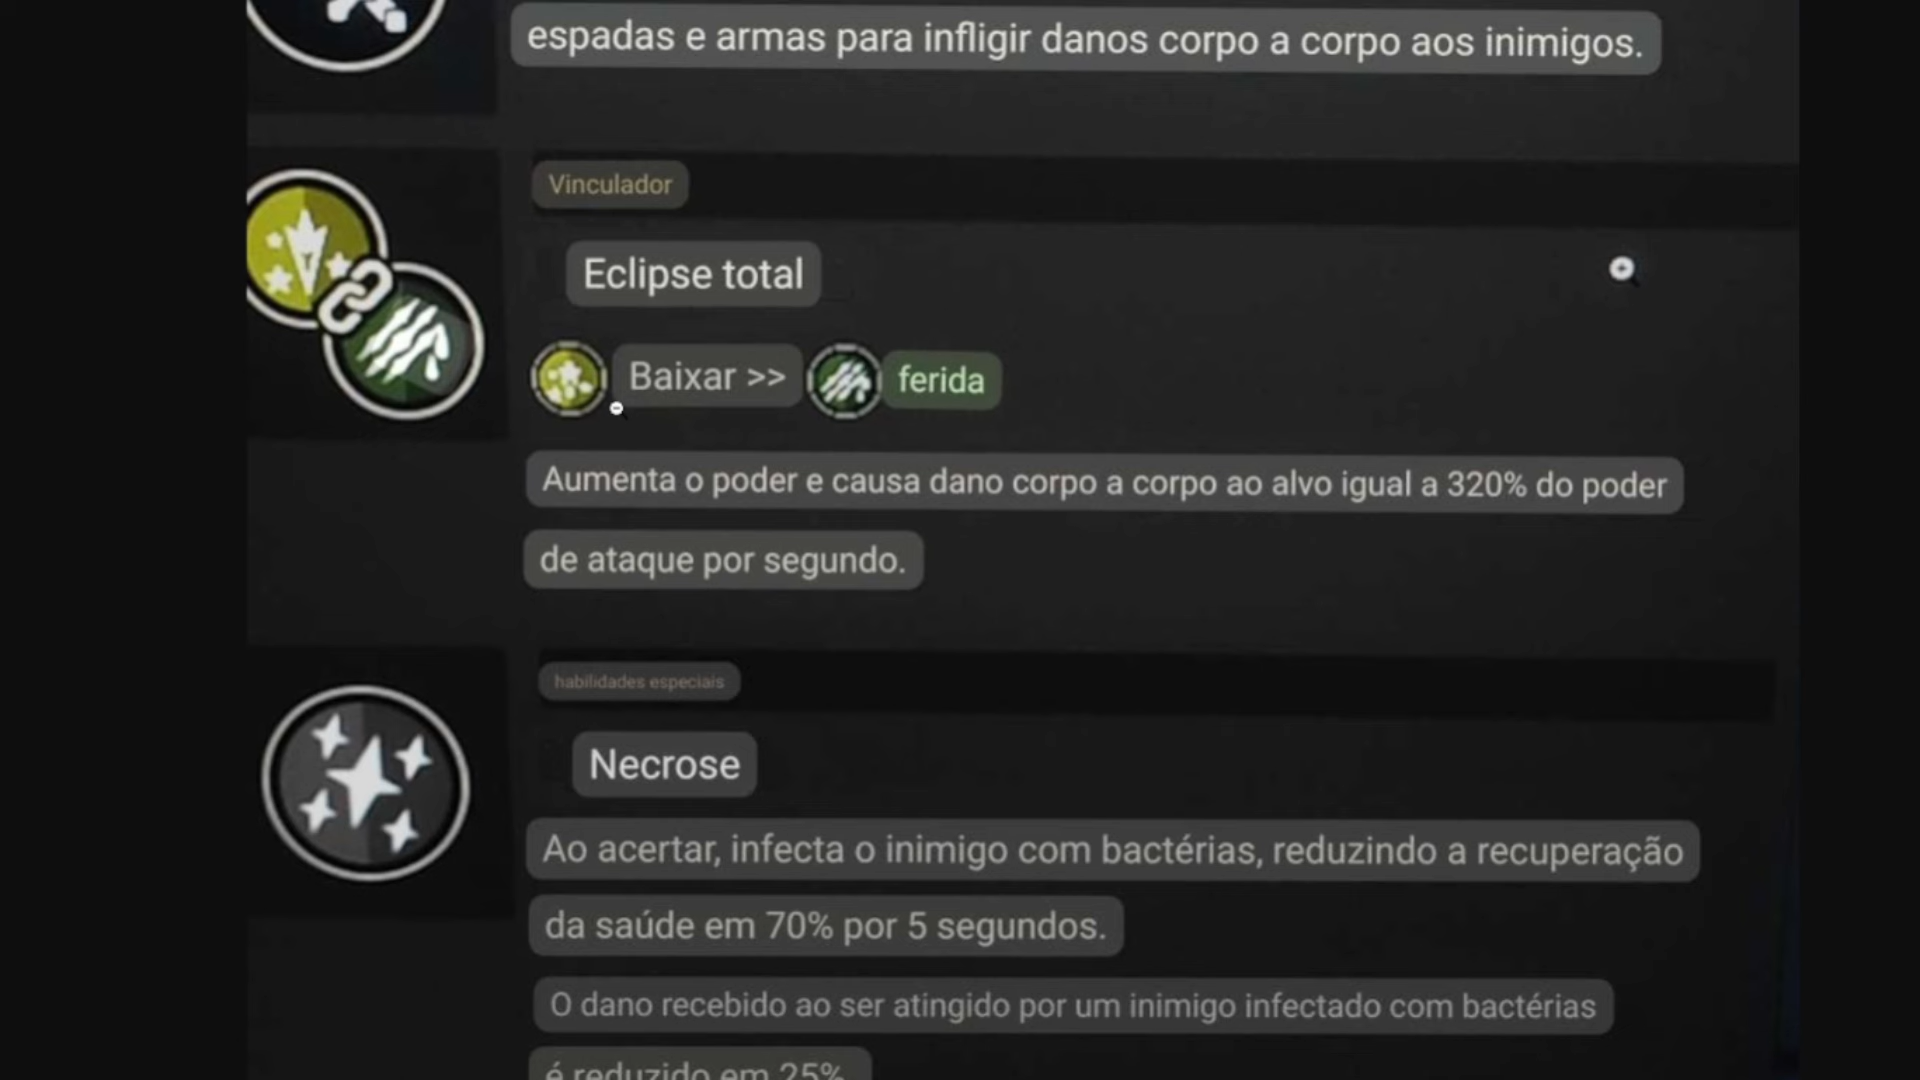 espadas e armas para infligir danos corpo a corpo aos inimigos.
Vinculador
Eclipse total
Baixar >> ferida
Aumenta o poder e causa dano corpo a corpo ao alvo igual a 320% do poder
de ataque por segundo.
habilidades especiais
Necrose
Ao acertar, infecta o inimigo com bactérias, reduzindo a recuperação
da saúde em 70% por 5 segundos.
O dano recebido ao ser atingido por um inimigo infectado com bactérias
é reduzido em 25%.